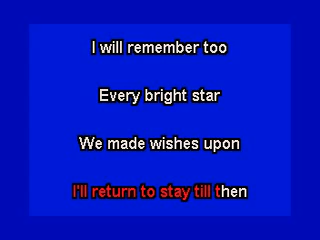 I will remember too
Every bright star
We made wishes upon
I'll return to stay till then